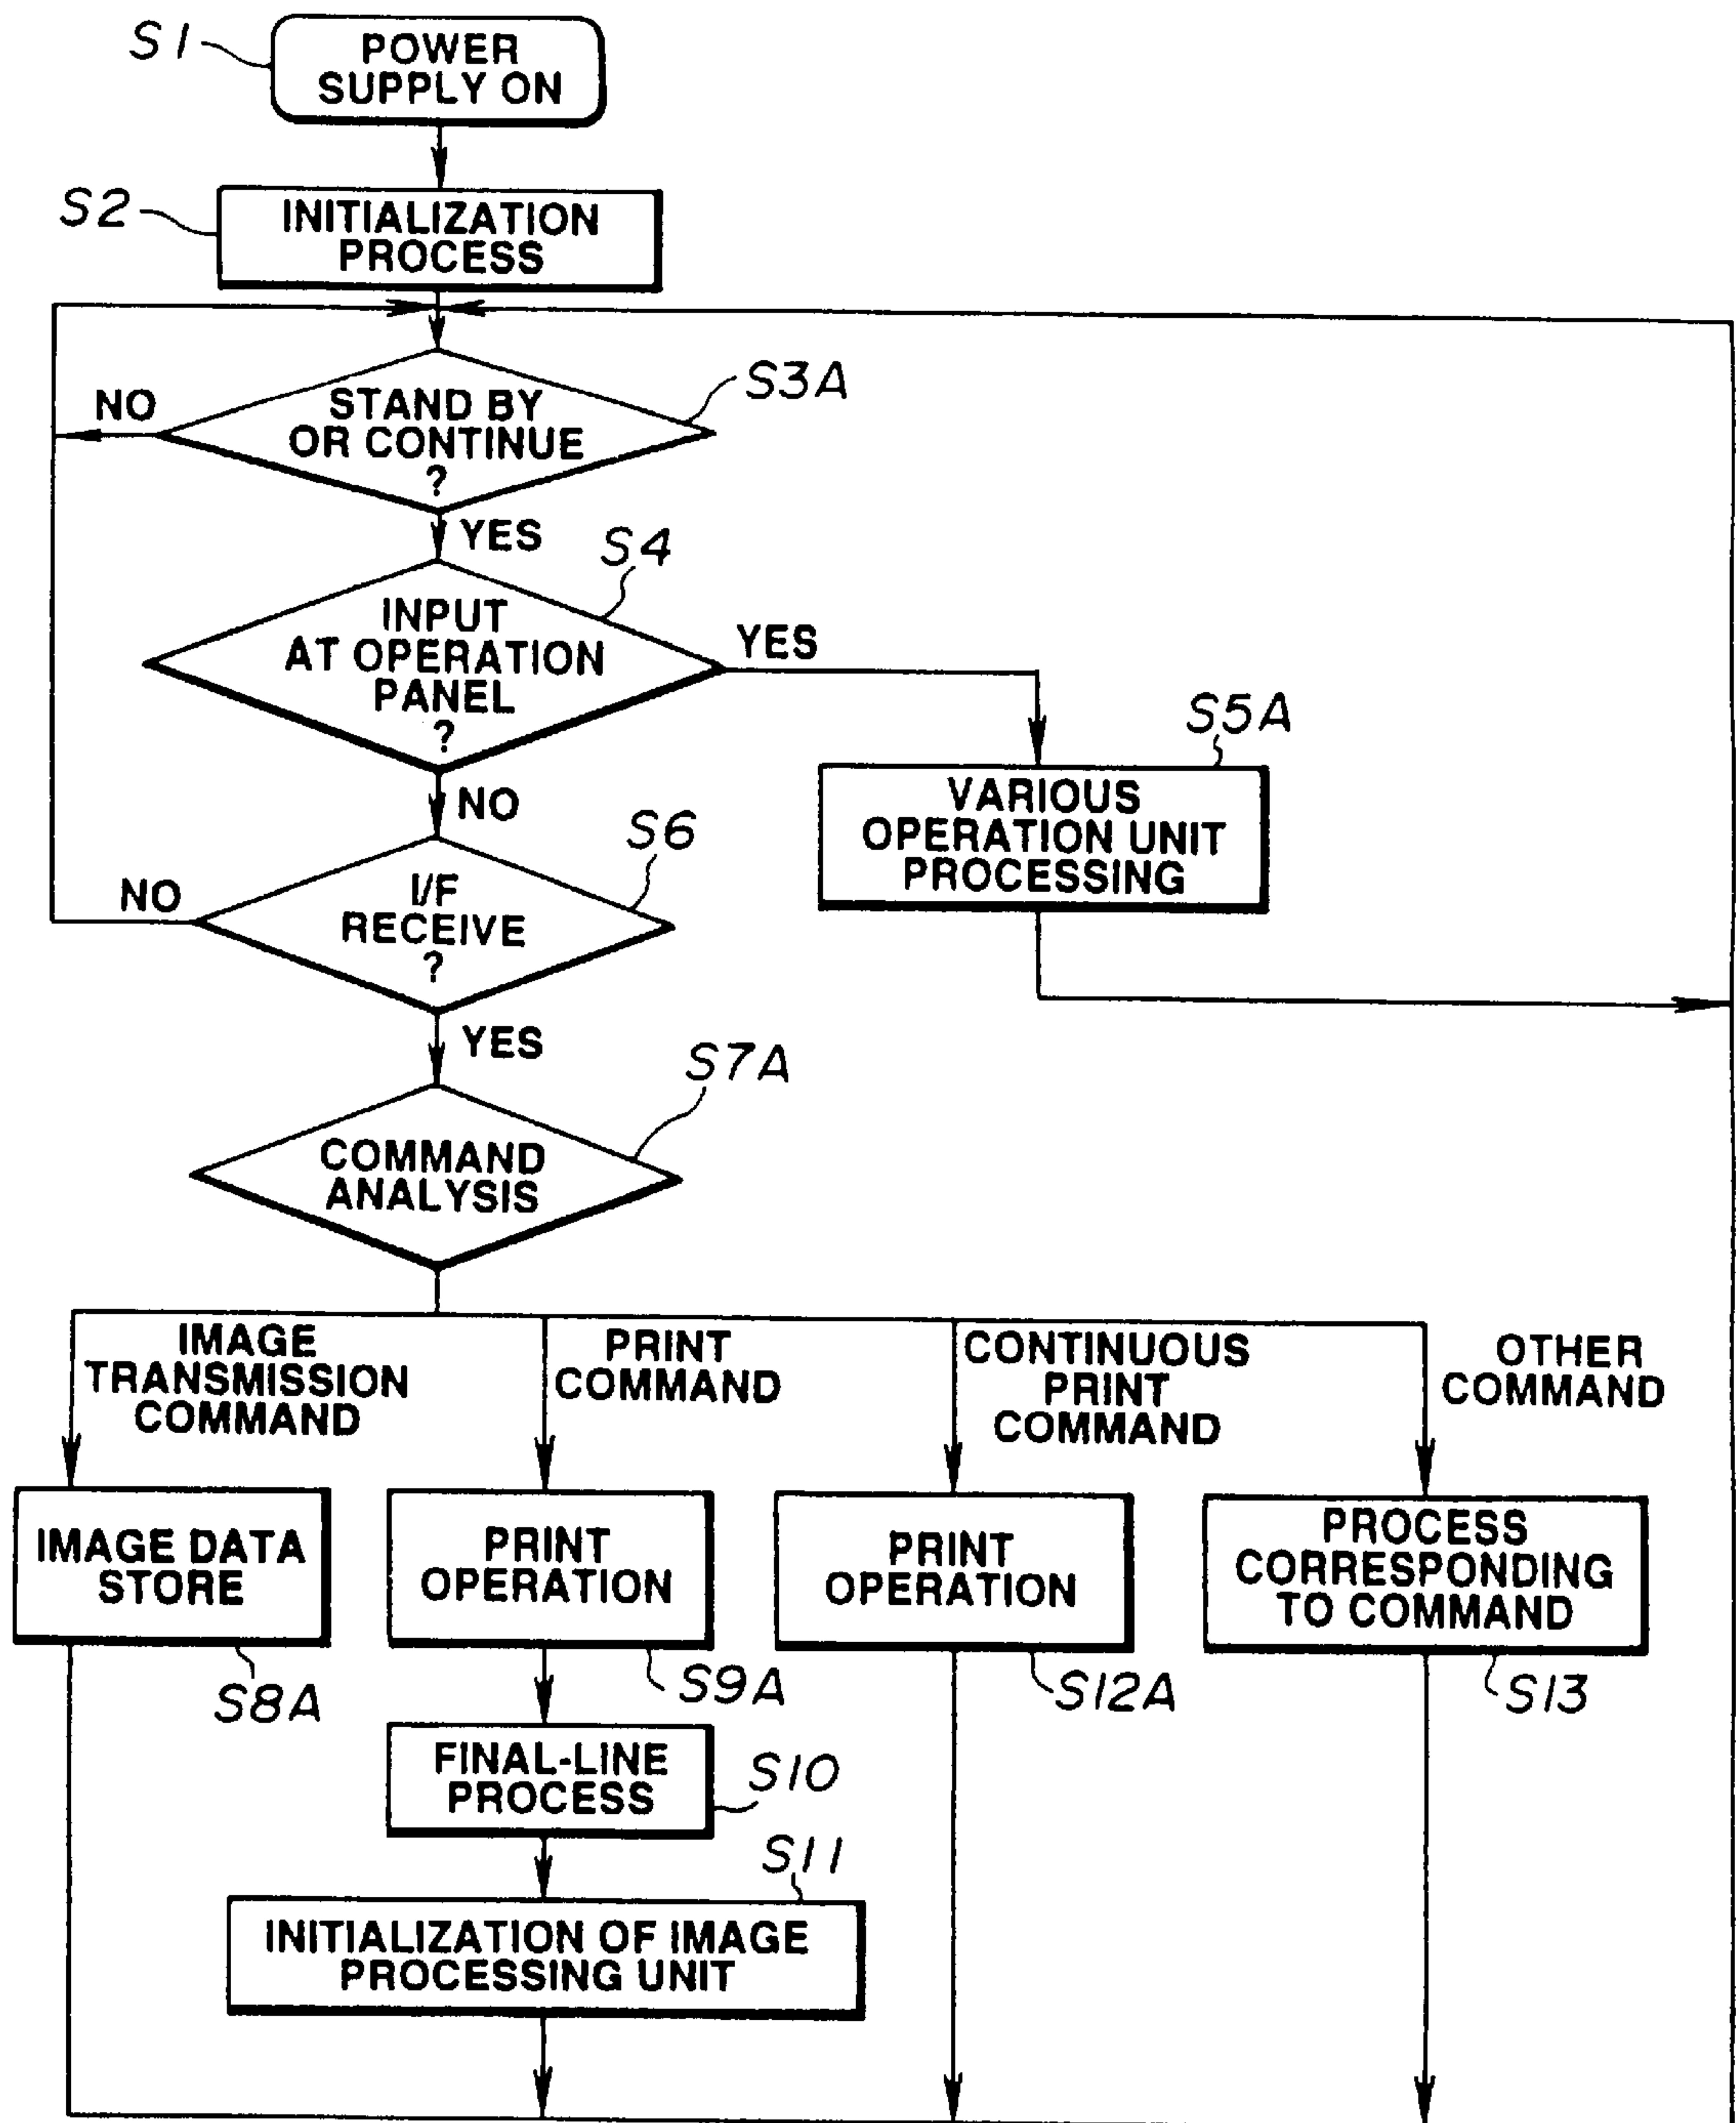 S1
POWER
SUPPLY ON
S2
INITIALIZATION
PROCESS
S3A
NO
STAND BY
OR CONTINUE
?
YES
S4
INPUT
AT OPERATION
PANEL
?
YES
S5A
VARIOUS
OPERATION UNIT
PROCESSING
NO
S6
NO
I/F
RECEIVE
?
YES
S7A
COMMAND
ANALYSIS
IMAGE
TRANSMISSION
COMMAND
PRINT
COMMAND
CONTINUOUS
PRINT
COMMAND
OTHER
COMMAND
IMAGE DATA
STORE
PRINT
OPERATION
PRINT
OPERATION
PROCESS
CORRESPONDING
TO COMMAND
S8A
S9A
S12A
S13
FINAL-LINE
PROCESS
S10
S11
INITIALIZATION OF IMAGE
PROCESSING UNIT